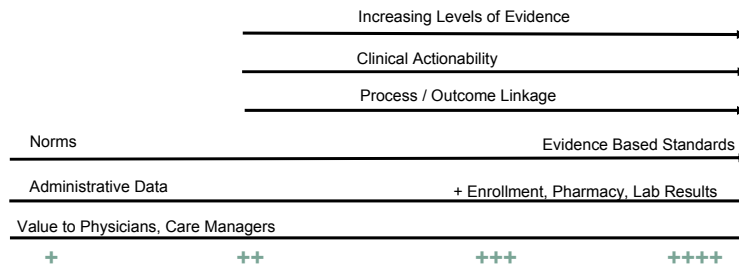 Increasing Levels of Evidence
Clinical Actionability
Process / Outcome Linkage
Norms Evidence Based Standards
Administrative Data + Enrollment, Pharmacy, Lab Results
Value to Physicians, Care Managers
+ ++ +++ ++++